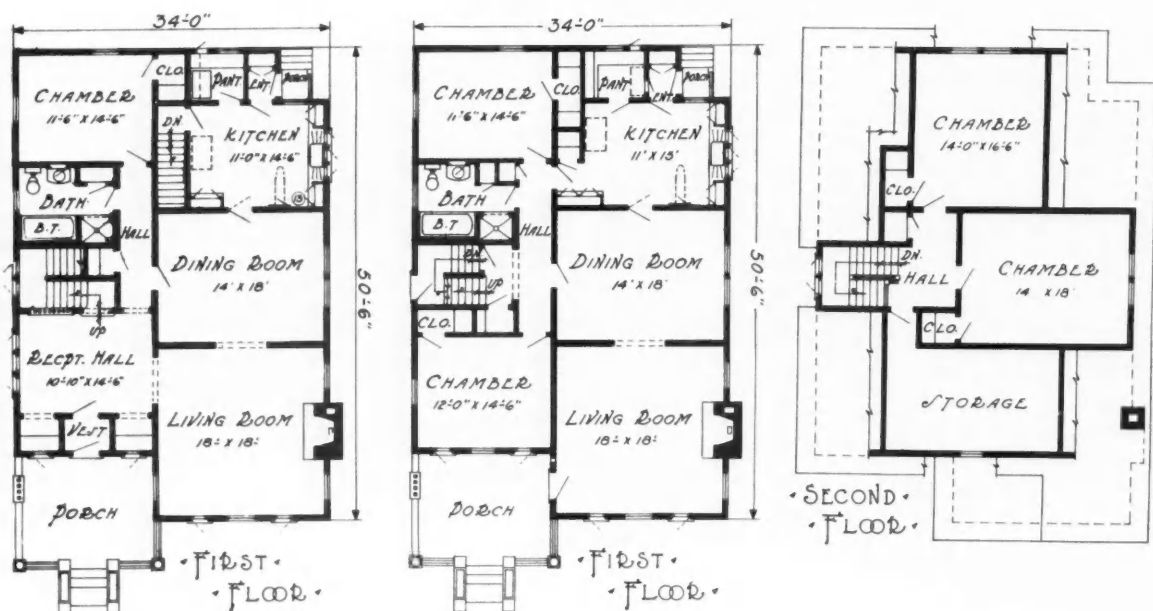 34'-0"
CHAMBER
11'-6" X 14'-6"
CLO.
PANT.
ENT.
PORCH
DN.
KITCHEN
11'-0" X 14'-6"
BATH
B.T.
HALL
DINING ROOM
14' X 18'
50'-6"
UP
RECPT. HALL
10'-10" X 14'-6"
LIVING ROOM
18'- X 18'-
VEST
PORCH
·FIRST·
·FLOOR·
34'-0"
CHAMBER
11'6" X 14'-6"
CLO.
PANT.
ENT.
PORCH
KITCHEN
11' X 15'
BATH
B.T.
HALL
DN.
DINING ROOM
14' X 18'
50'-6"
UP
CLO.
CHAMBER
12'-0" X 14'-6"
LIVING ROOM
18'- X 18'-
PORCH
·FIRST·
·FLOOR·
CHAMBER
14'-0" X 16'-6"
CLO.
DN.
HALL
CHAMBER
14 X 18'
CLO.
STORAGE
·SECOND·
·FLOOR·